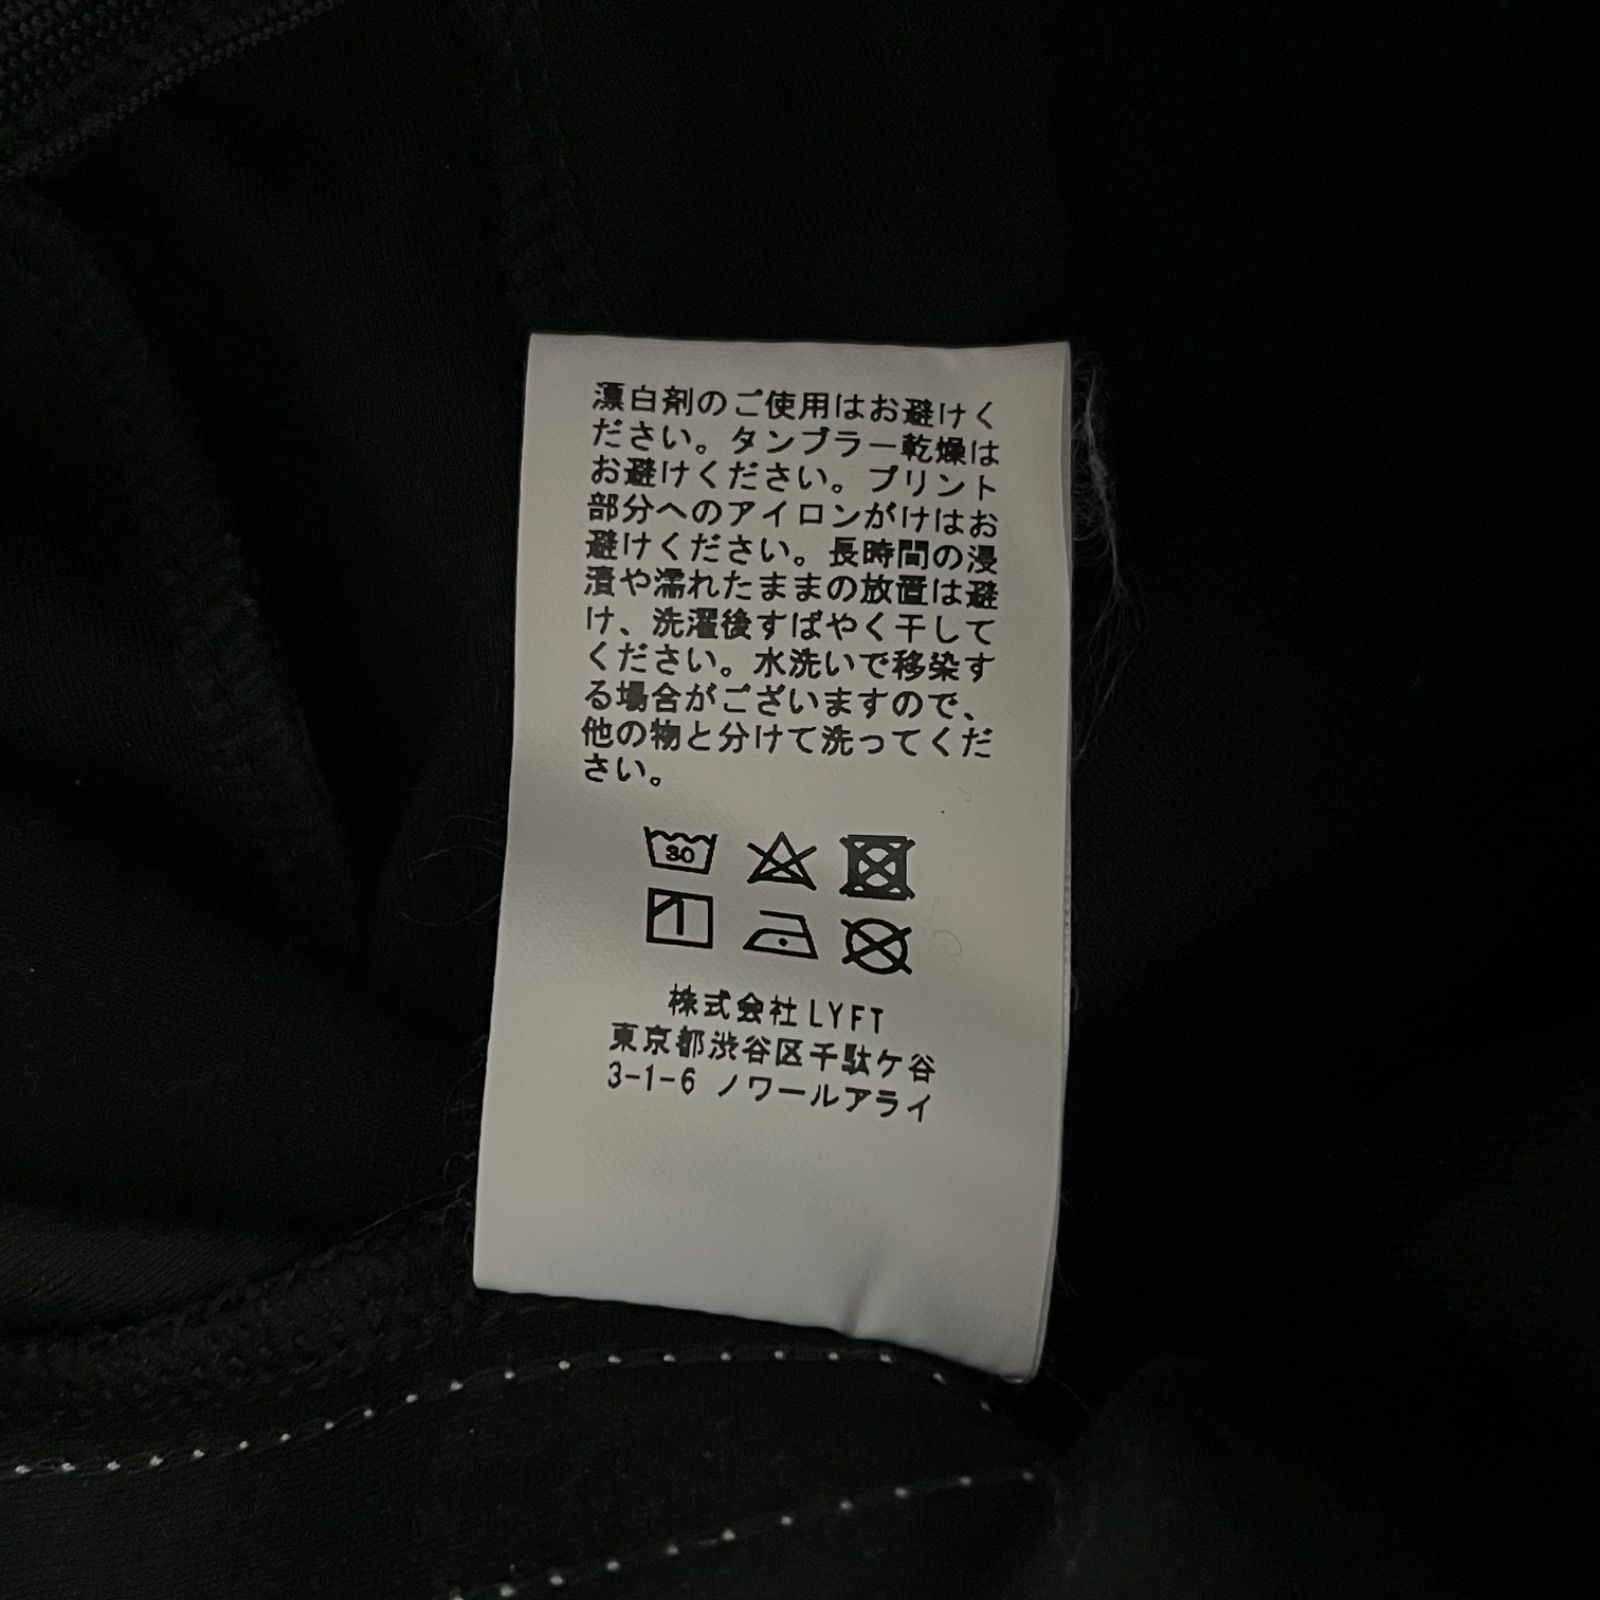 漂白剤のご使用はお避けく
ださい。タンブラー乾燥は
お避けください。プリント
部分へのアイロンがけはお
避けください。長時間の浸
漬や濡れたままの放置は避
け、洗濯後すばやく干して
ください。水洗いで移染す
る場合がございますので、
他の物と分けて洗ってくだ
さい。
30
株式会社LYFT
東京都渋谷区千駄ケ谷
3-1-6 ノワールアライ